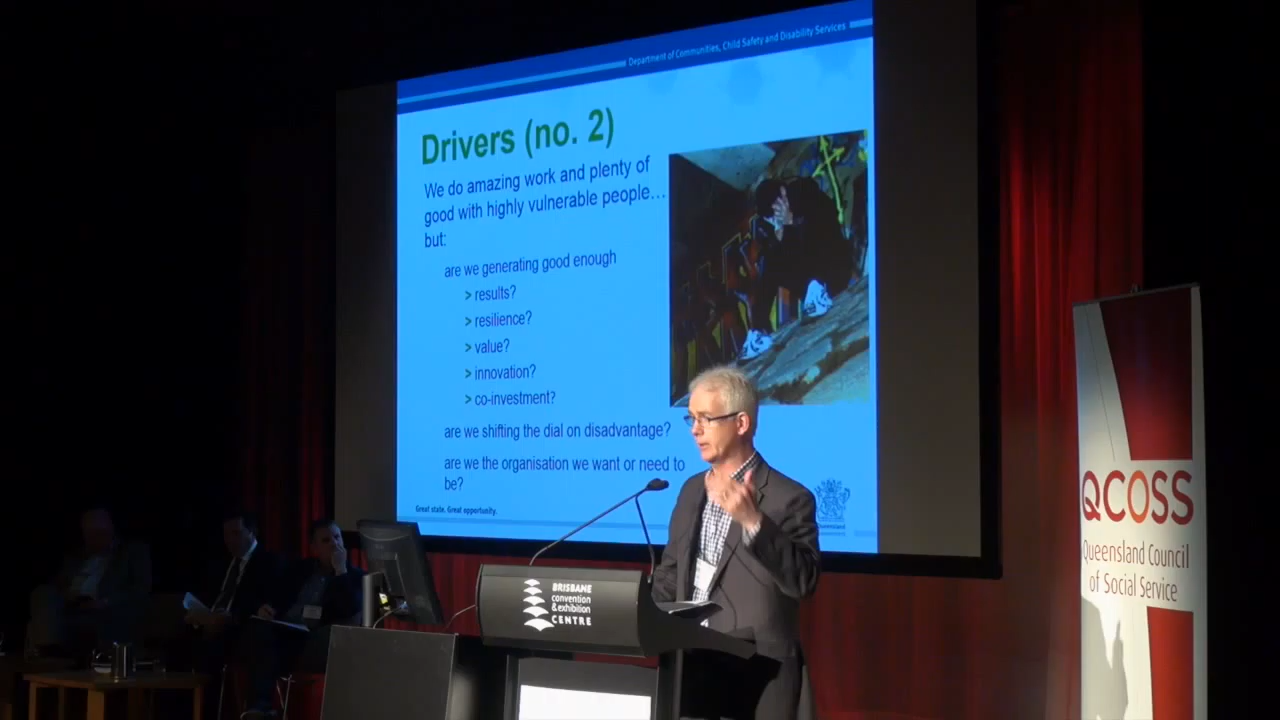 Department of Communities, Child Safety and Disability Services
Drivers (no. 2)
We do amazing work and plenty of
good with highly vulnerable people…
but:
are we generating good enough
> results?
> resilience?
> value?
> innovation?
> co-investment?
are we shifting the dial on disadvantage?
are we the organisation we want or need to
be?
Great state. Great opportunity.
BRISBANE
convention
& exhibition
CENTRE
QCOSS
Queensland Council
of Social Service